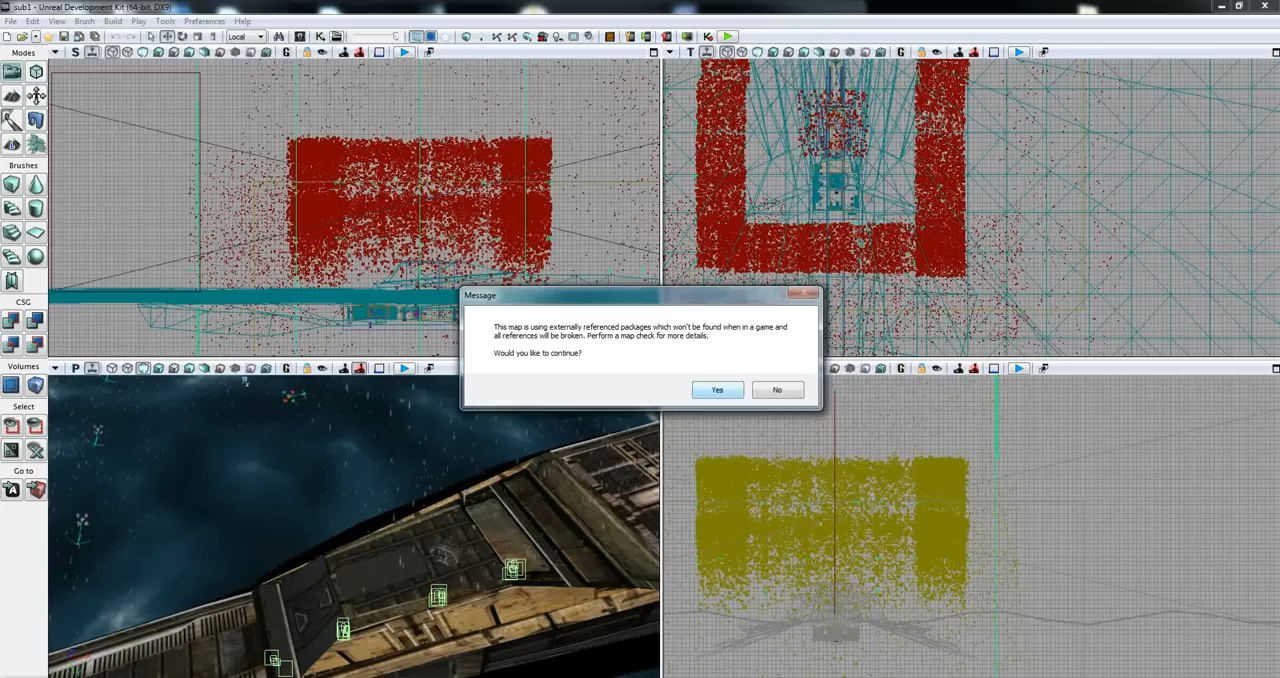 sub1 - Unreal Development Kit (64-bit, DX9)
File Edit View Brush Build Play Tools Preferences Help
Local
Modes
S G
T G
Brushes
CSG
Message
This map is using externally referenced packages which won't be found when in a game and
all references will be broken. Perform a map check for more details.
Would you like to continue?
Yes No
Volumes
P G
G
Select
Go to
A